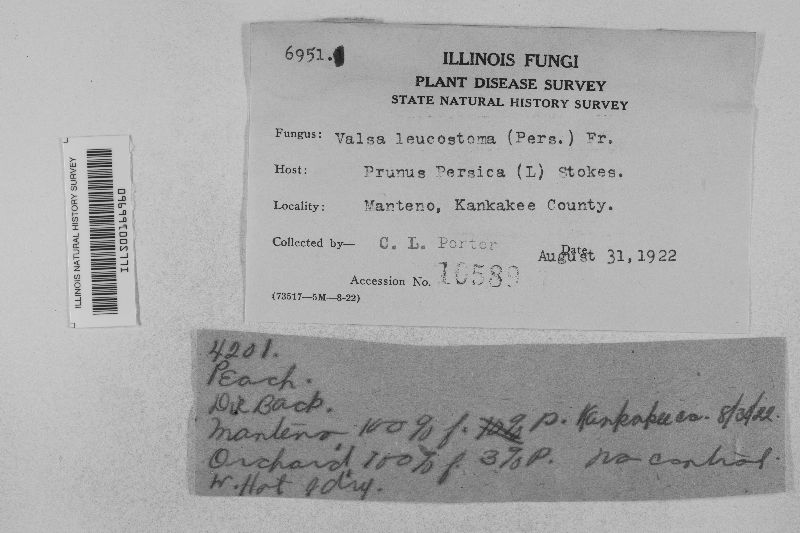 6951.
ILLINOIS FUNGI
PLANT DISEASE SURVEY
STATE NATURAL HISTORY SURVEY
Fungus: Valsa leucostoma (Pers.) Fr.
Host: Prunus Persica (L) Stokes.
Locality: Manteno, Kankakee County.
Collected by— C. L. Porter
Date
August 31,1922
Accession No. 10589
(73517—5M—8-22)
ILLINOIS NATURAL HISTORY SURVEY
ILLS00166960
4201.
Peach.
Die Back.
Manteno, 100% f. 10% p. Kankakee co. 8/31/22.
Orchard, 100% f 3% P. no control.
W. Hot & dry.